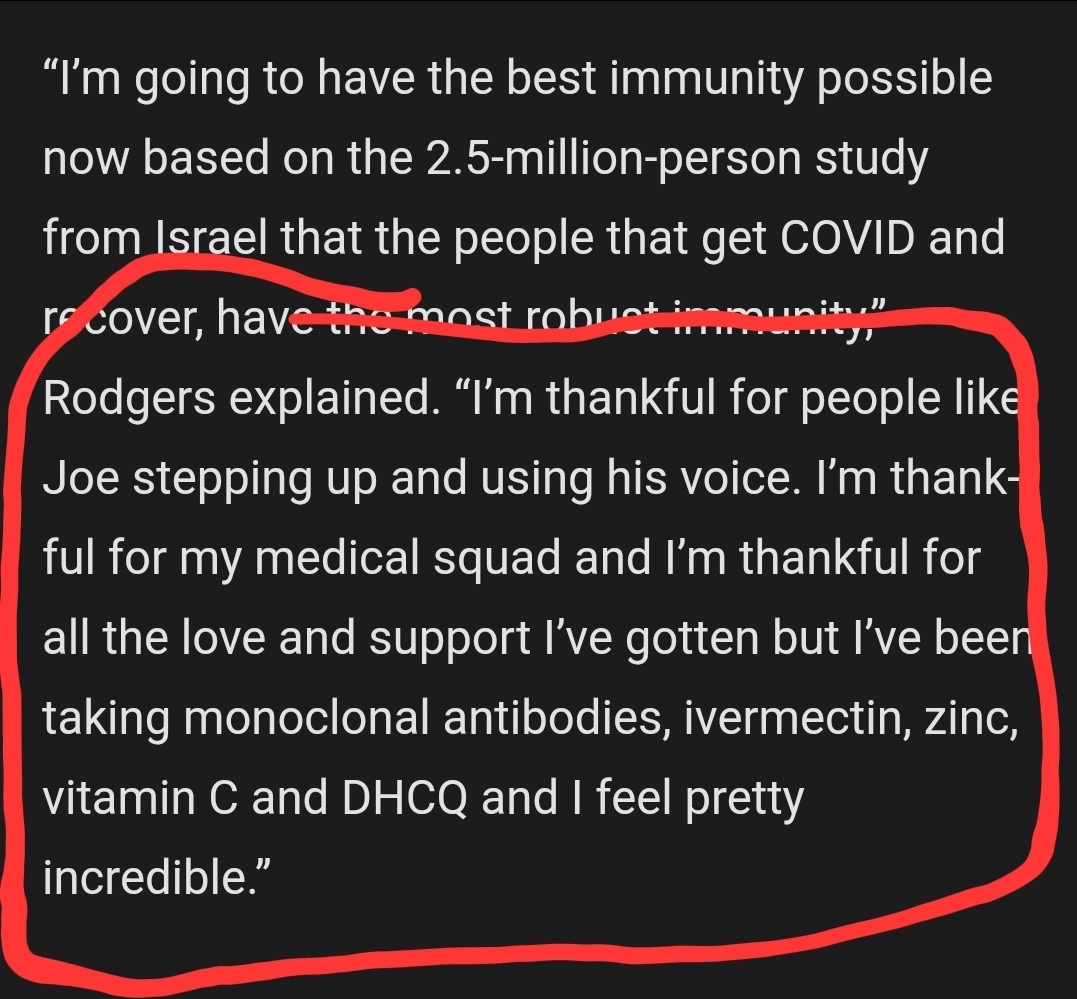 “I’m going to have the best immunity possible
now based on the 2.5-million-person study
from Israel that the people that get COVID and
recover, have the most robust immunity,”
Rodgers explained. “I’m thankful for people like
Joe stepping up and using his voice. I’m thank-
ful for my medical squad and I’m thankful for
all the love and support I’ve gotten but I’ve been
taking monoclonal antibodies, ivermectin, zinc,
vitamin C and DHCQ and I feel pretty
incredible.”